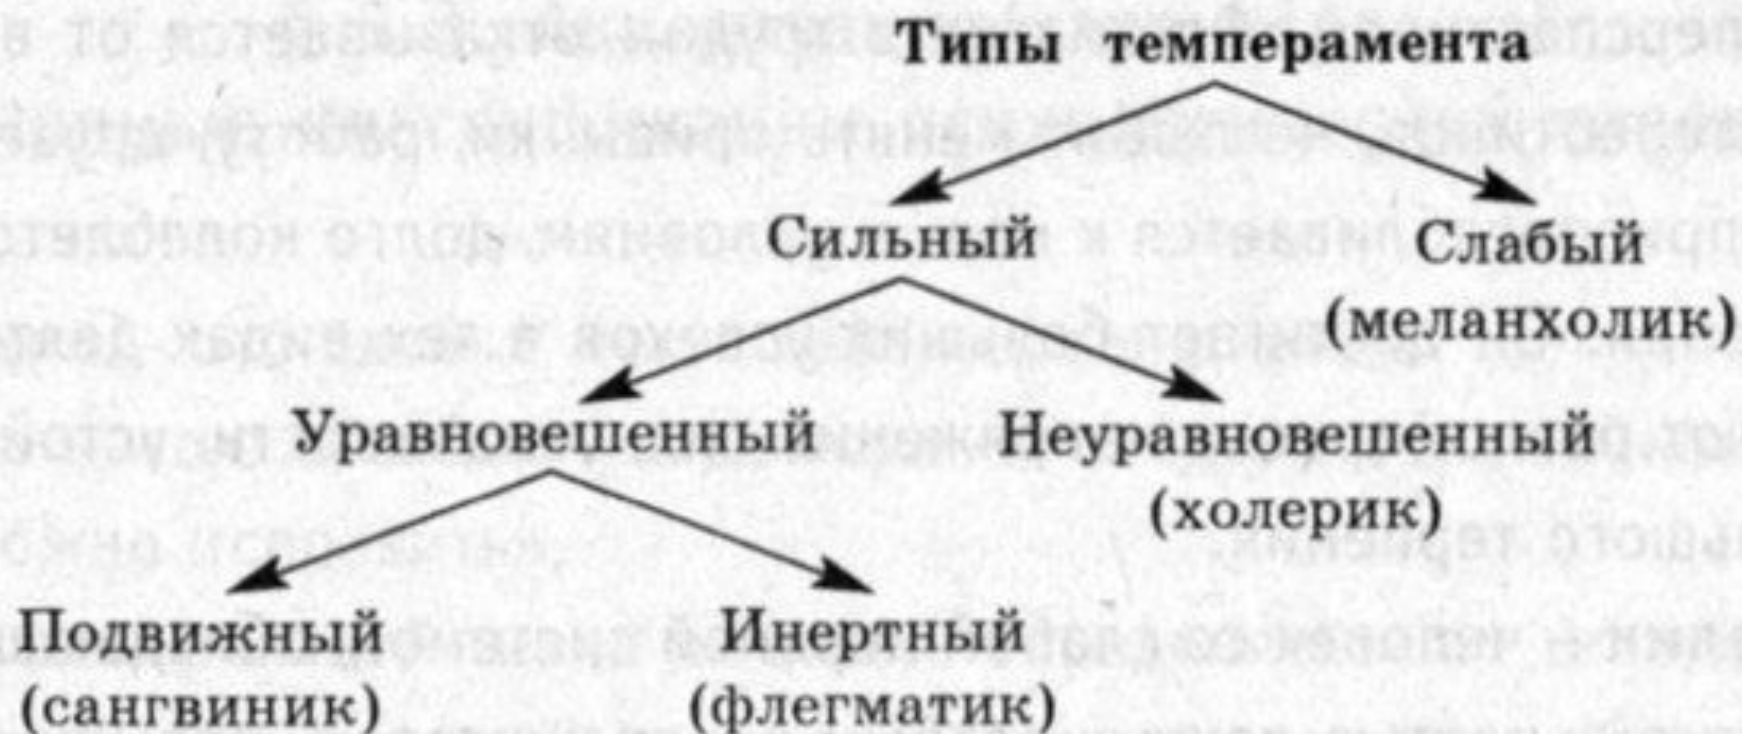 Типы темперамента
Сильный
Слабый
(меланхолик)
Уравновешенный
Неуравновешенный
(холерик)
Подвижный
(сангвиник)
Инертный
(флегматик)